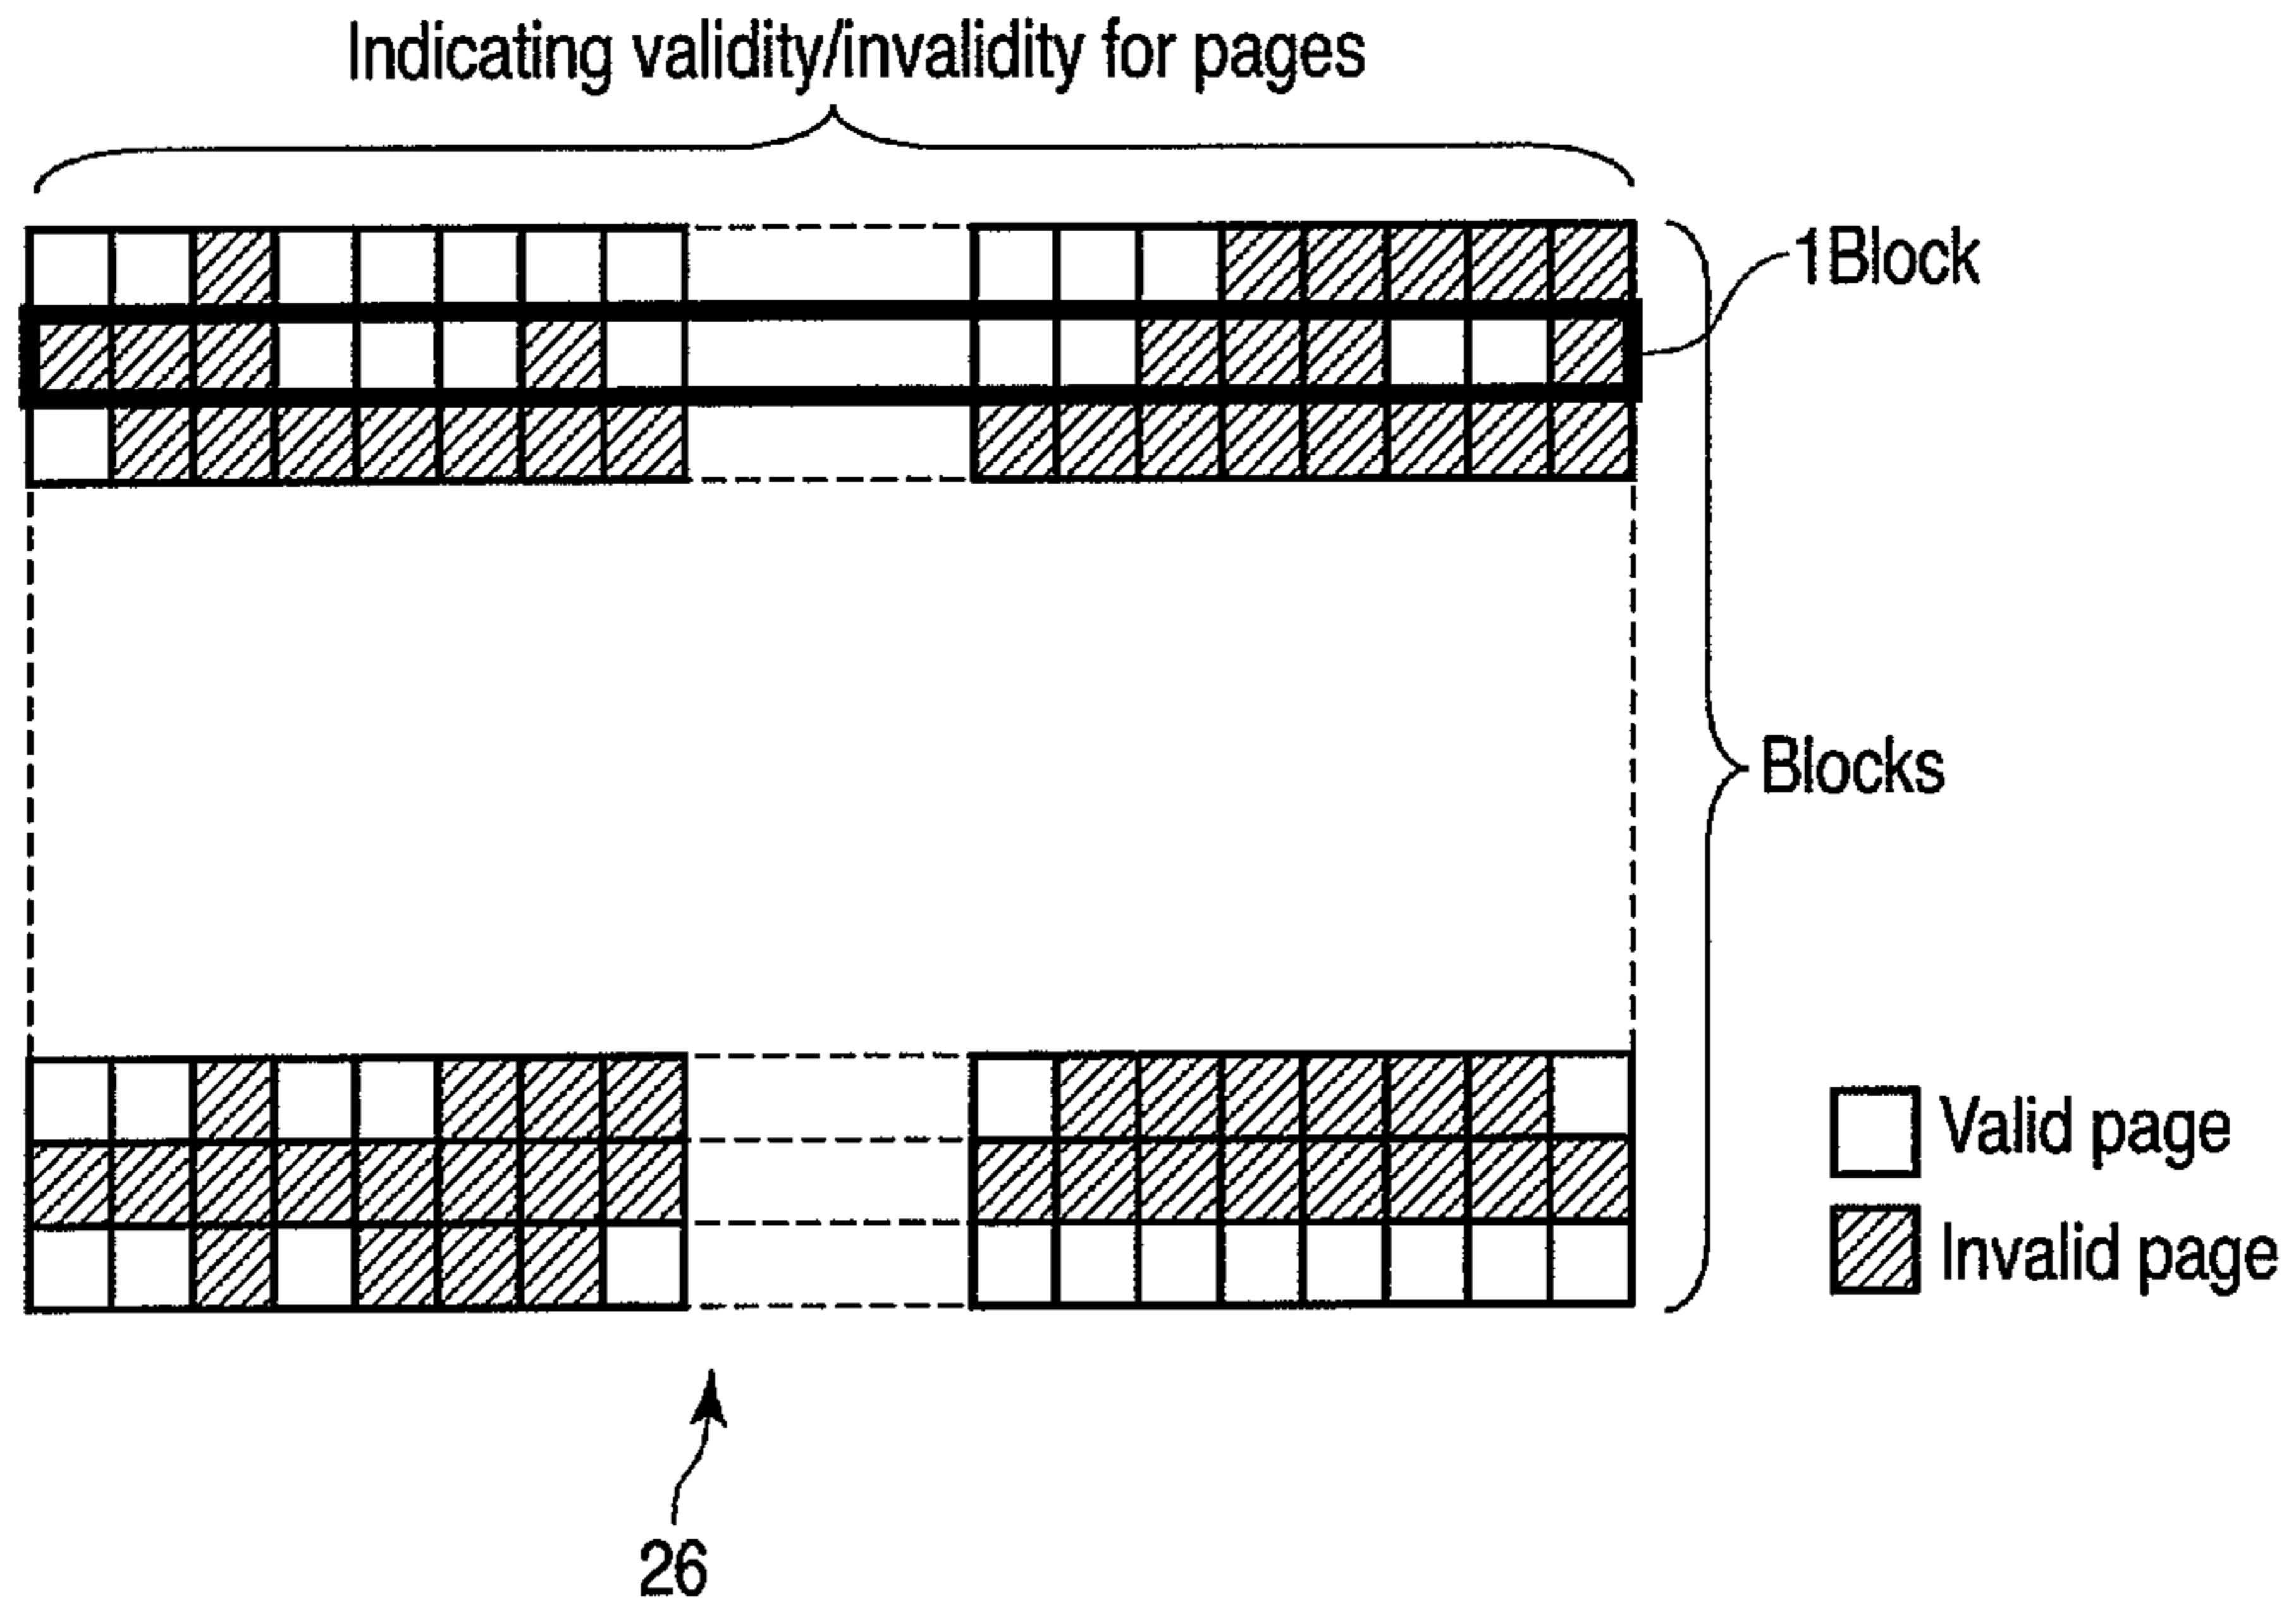 Indicating validity/invalidity for pages
1Block
Blocks
Valid page
Invalid page
26